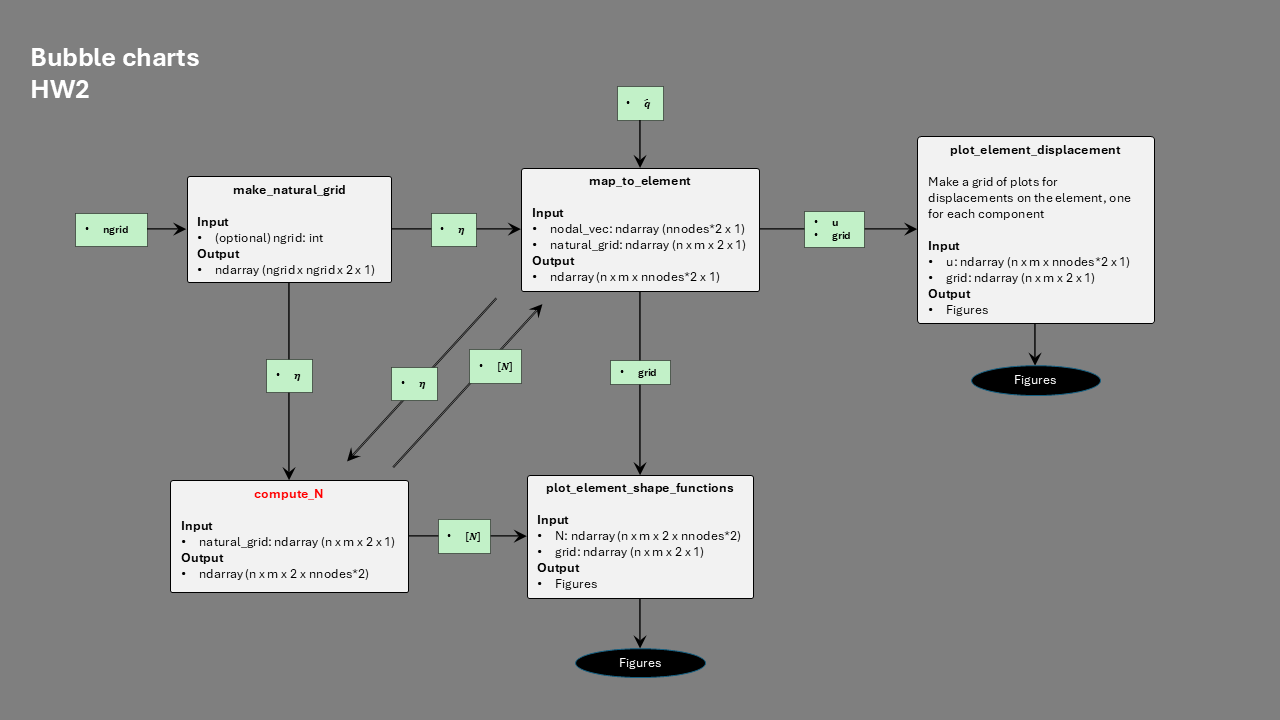 Bubble charts
HW2
• q̂
make_natural_grid
Input
• (optional) ngrid: int
Output
• ndarray (ngrid x ngrid x 2 x 1)
• ngrid
• η
map_to_element
Input
• nodal_vec: ndarray (nnodes*2 x 1)
• natural_grid: ndarray (n x m x 2 x 1)
Output
• ndarray (n x m x nnodes*2 x 1)
• u
• grid
plot_element_displacement
Make a grid of plots for
displacements on the element, one
for each component
Input
• u: ndarray (n x m x nnodes*2 x 1)
• grid: ndarray (n x m x 2 x 1)
Output
• Figures
Figures
• η
• η
• [N]
• grid
compute_N
Input
• natural_grid: ndarray (n x m x 2 x 1)
Output
• ndarray (n x m x 2 x nnodes*2)
• [N]
plot_element_shape_functions
Input
• N: ndarray (n x m x 2 x nnodes*2)
• grid: ndarray (n x m x 2 x 1)
Output
• Figures
Figures